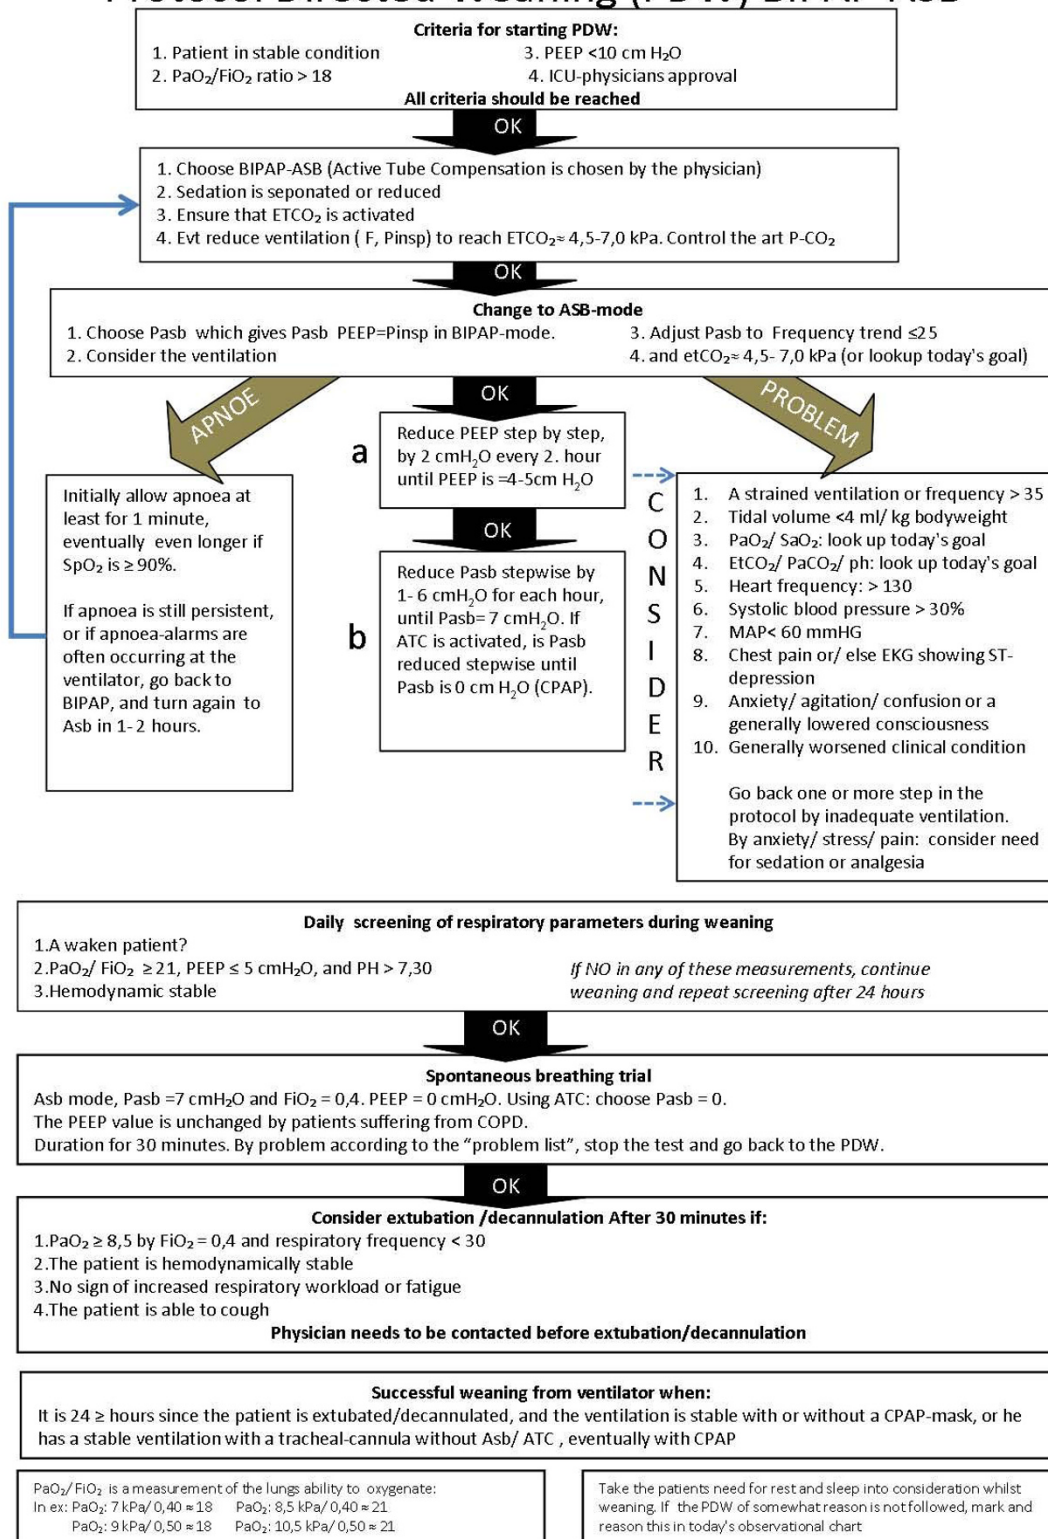 Protocol Directed Weaning (PDW) BIPAP-ASB
Criteria for starting PDW:
1. Patient in stable condition
3. PEEP <10 cm H₂O
2. PaO₂/FiO₂ ratio > 18
4. ICU-physicians approval
All criteria should be reached
OK
1. Choose BIPAP-ASB (Active Tube Compensation is chosen by the physician)
2. Sedation is seponated or reduced
3. Ensure that ETCO₂ is activated
4. Evt reduce ventilation ( F, Pinsp) to reach ETCO₂≈ 4,5-7,0 kPa. Control the art P-CO₂
OK
Change to ASB-mode
1. Choose Pasb which gives Pasb PEEP=Pinsp in BIPAP-mode.
3. Adjust Pasb to Frequency trend ≤25
2. Consider the ventilation
4. and etCO₂≈ 4,5- 7,0 kPa (or lookup today's goal)
APNOE
OK
PROBLEM
Initially allow apnoea at
least for 1 minute,
eventually even longer if
SpO₂ is ≥ 90%.
If apnoea is still persistent,
or if apnoea-alarms are
often occurring at the
ventilator, go back to
BIPAP, and turn again to
Asb in 1- 2 hours.
a
Reduce PEEP step by step,
by 2 cmH₂O every 2. hour
until PEEP is =4-5cm H₂O
OK
b
Reduce Pasb stepwise by
1- 6 cmH₂O for each hour,
until Pasb= 7 cmH₂O. If
ATC is activated, is Pasb
reduced stepwise until
Pasb is 0 cm H₂O (CPAP).
C
O
N
S
I
D
E
R
1. A strained ventilation or frequency > 35
2. Tidal volume <4 ml/ kg bodyweight
3. PaO₂/ SaO₂: look up today's goal
4. EtCO₂/ PaCO₂/ ph: look up today's goal
5. Heart frequency: > 130
6. Systolic blood pressure > 30%
7. MAP< 60 mmHG
8. Chest pain or/ else EKG showing ST-
depression
9. Anxiety/ agitation/ confusion or a
generally lowered consciousness
10. Generally worsened clinical condition
Go back one or more step in the
protocol by inadequate ventilation.
By anxiety/ stress/ pain: consider need
for sedation or analgesia
Daily screening of respiratory parameters during weaning
1.A waken patient?
2.PaO₂/ FiO₂ ≥ 21, PEEP ≤ 5 cmH₂O, and PH > 7,30
3.Hemodynamic stable
If NO in any of these measurements, continue
weaning and repeat screening after 24 hours
OK
Spontaneous breathing trial
Asb mode, Pasb =7 cmH₂O and FiO₂ = 0,4. PEEP = 0 cmH₂O. Using ATC: choose Pasb = 0.
The PEEP value is unchanged by patients suffering from COPD.
Duration for 30 minutes. By problem according to the "problem list", stop the test and go back to the PDW.
OK
Consider extubation /decannulation After 30 minutes if:
1.PaO₂ ≥ 8,5 by FiO₂ = 0,4 and respiratory frequency < 30
2.The patient is hemodynamically stable
3.No sign of increased respiratory workload or fatigue
4.The patient is able to cough
Physician needs to be contacted before extubation/decannulation
Successful weaning from ventilator when:
It is 24 ≥ hours since the patient is extubated/decannulated, and the ventilation is stable with or without a CPAP-mask, or he
has a stable ventilation with a tracheal-cannula without Asb/ ATC , eventually with CPAP
PaO₂/ FiO₂ is a measurement of the lungs ability to oxygenate:
In ex: PaO₂: 7 kPa/ 0,40 ≈ 18 PaO₂: 8,5 kPa/ 0,40 ≈ 21
PaO₂: 9 kPa/ 0,50 ≈ 18 PaO₂: 10,5 kPa/ 0,50 ≈ 21
Take the patients need for rest and sleep into consideration whilst
weaning. If the PDW of somewhat reason is not followed, mark and
reason this in today's observational chart